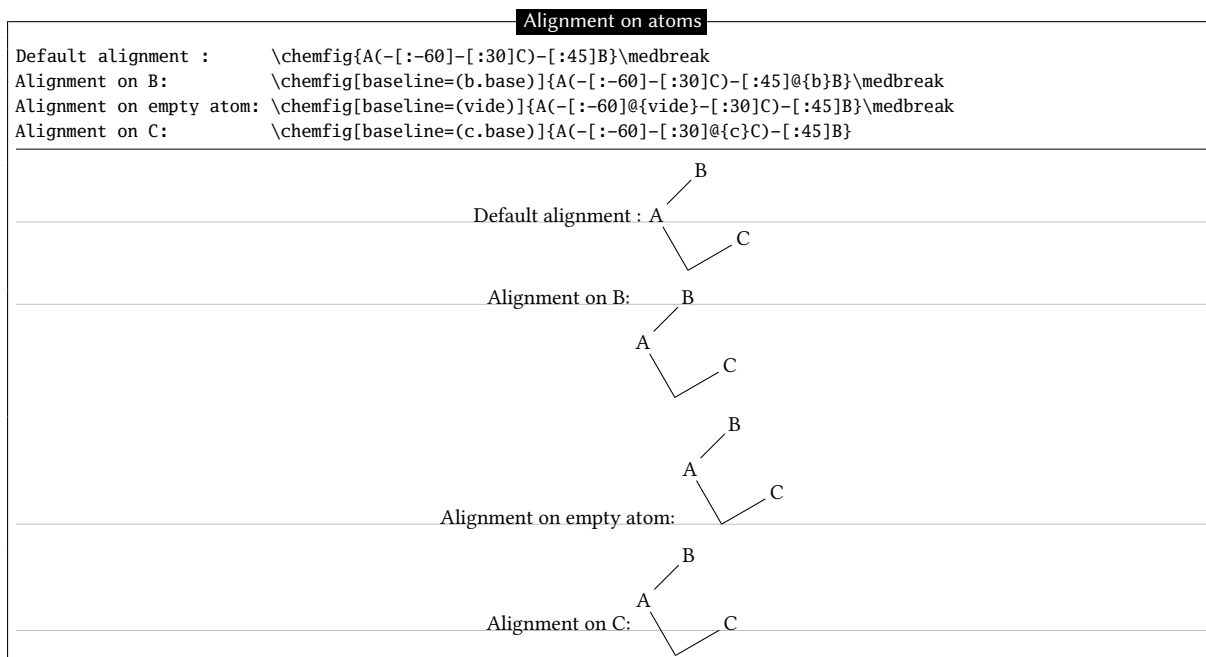 Alignment on atoms
Default alignment :       \chemfig{A(-[:-60]-[:30]C)-[:45]B}\medbreak
Alignment on B:           \chemfig[baseline=(b.base)]{A(-[:-60]-[:30]C)-[:45]@{b}B}\medbreak
Alignment on empty atom: \chemfig[baseline=(vide)]{A(-[:-60]@{vide}-[:30]C)-[:45]B}\medbreak
Alignment on C:           \chemfig[baseline=(c.base)]{A(-[:-60]-[:30]@{c}C)-[:45]B}
B
Default alignment : A
C
Alignment on B: B
A
C
B
A
C
Alignment on empty atom:
B
A
Alignment on C: C